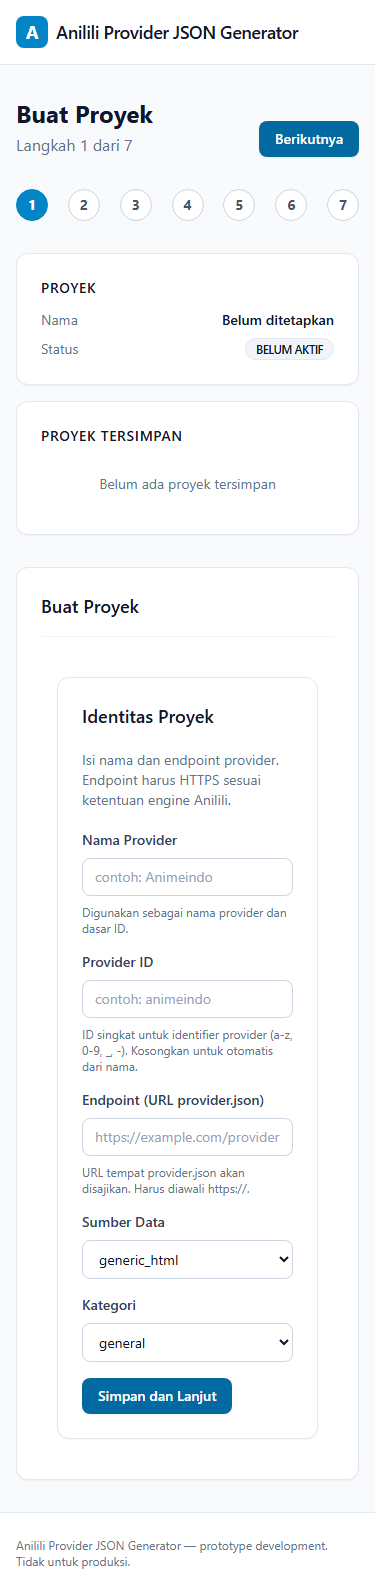 A Anilili Provider JSON Generator
Buat Proyek
Langkah 1 dari 7
Berikutnya
1 2 3 4 5 6 7
PROYEK
Nama Belum ditetapkan
Status BELUM AKTIF
PROYEK TERSIMPAN
Belum ada proyek tersimpan
Buat Proyek
Identitas Proyek
Isi nama dan endpoint provider.
Endpoint harus HTTPS sesuai
ketentuan engine Anilili.
Nama Provider
contoh: Animeindo
Digunakan sebagai nama provider dan
dasar ID.
Provider ID
contoh: animeindo
ID singkat untuk identifier provider (a-z,
0-9, _, -). Kosongkan untuk otomatis
dari nama.
Endpoint (URL provider.json)
https://example.com/provider
URL tempat provider.json akan
disajikan. Harus diawali https://.
Sumber Data
generic_html
Kategori
general
Simpan dan Lanjut
Anilili Provider JSON Generator — prototype development.
Tidak untuk produksi.